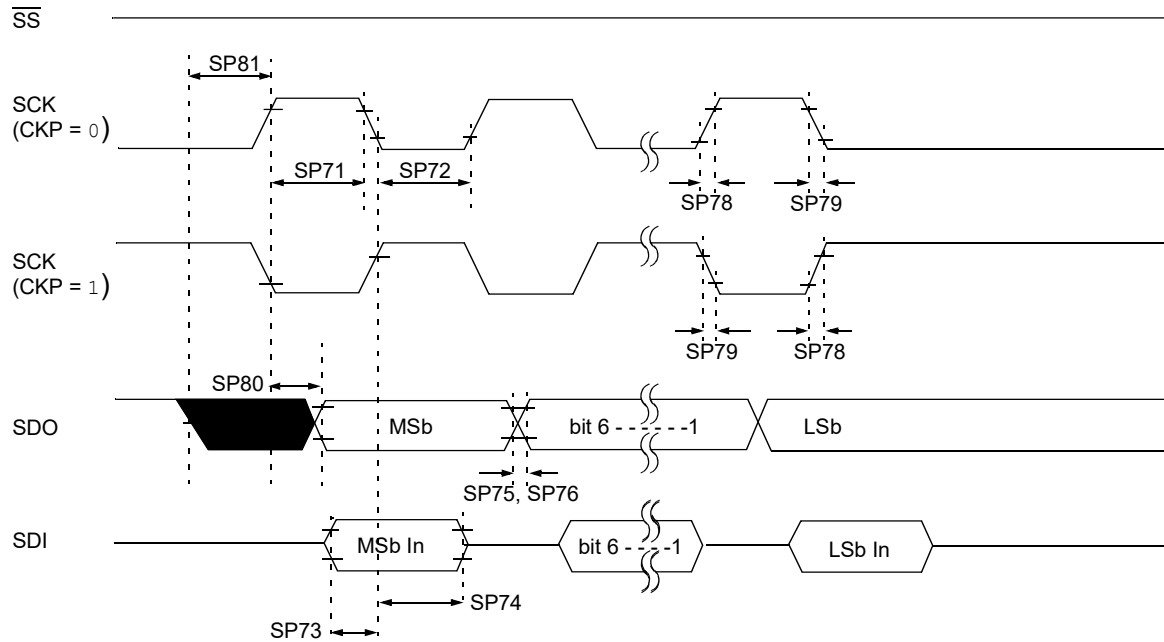 SS
SP81
SCK
(CKP = 0)
SP71
SP72
SP78
SP79
SCK
(CKP = 1)
SP79
SP78
SP80
SDO
MSb
bit 6 - - - - - -1
LSb
SP75, SP76
SDI
MSb In
bit 6 - - - - -1
LSb In
SP74
SP73